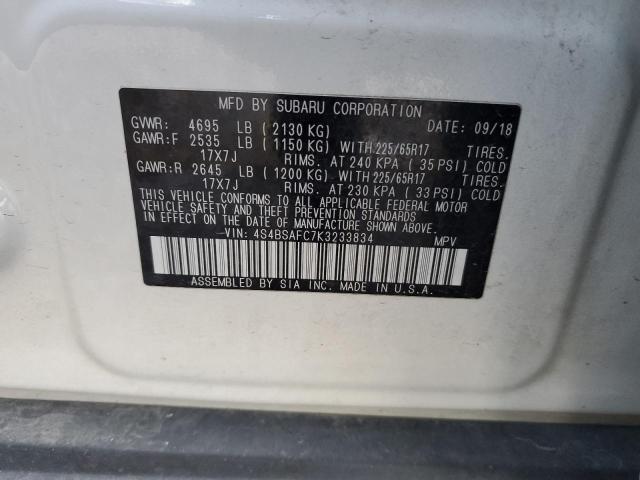 MFD BY SUBARU CORPORATION
GVWR: 4695 LB ( 2130 KG) DATE: 09/18
GAWR:F 2535 LB ( 1150 KG) WITH 225/65R17 TIRES.
17X7J RIMS. AT 240 KPA ( 35 PSI) COLD
GAWR:R 2645 LB ( 1200 KG) WITH 225/65R17 TIRES.
17X7J RIMS. AT 230 KPA ( 33 PSI) COLD
THIS VEHICLE CONFORMS TO ALL APPLICABLE FEDERAL MOTOR
VEHICLE SAFETY, BUMPER, AND THEFT PREVENTION
STANDARDS IN EFFECT ON THE DATE OF MANUFACTURE SHOWN ABOVE.
VIN: 4S4BSAFC7K3233834 MPV
ASSEMBLED BY SIA INC. MADE IN U.S.A.